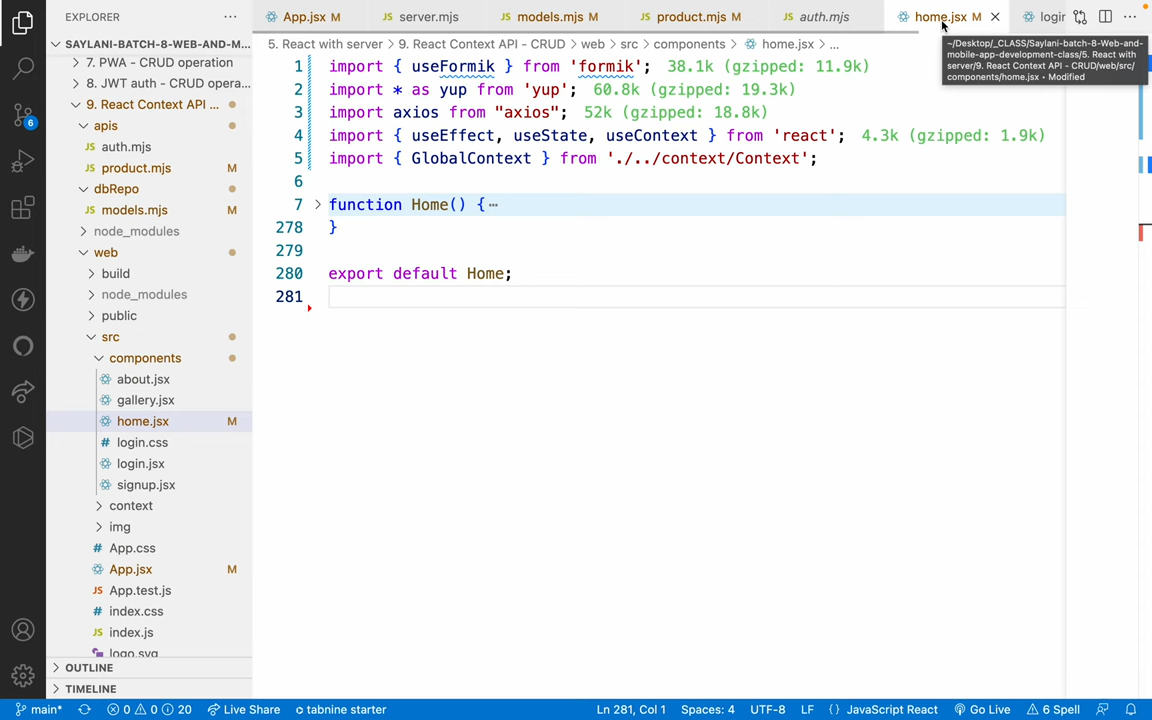 EXPLORER
App.jsx M
server.mjs
models.mjs M
product.mjs M
auth.mjs
home.jsx M
login
SAYLANI-BATCH-8-WEB-AND-M...
7. PWA - CRUD operation
8. JWT auth - CRUD opera...
9. React Context API ...
apis
auth.mjs
product.mjs M
dbRepo
models.mjs M
node_modules
web
build
node_modules
public
src
components
about.jsx
gallery.jsx
home.jsx M
login.css
login.jsx
signup.jsx
context
img
App.css
App.jsx M
App.test.js
index.css
index.js
logo.svg
OUTLINE
TIMELINE
6
5. React with server > 9. React Context API - CRUD > web > src > components > home.jsx > ...
~/Desktop/_CLASS/Saylani-batch-8-Web-and-
mobile-app-development-class/5. React with
server/9. React Context API - CRUD/web/src/
components/home.jsx • Modified
1 import { useFormik } from 'formik'; 38.1k (gzipped: 11.9k)
2 import * as yup from 'yup'; 60.8k (gzipped: 19.3k)
3 import axios from "axios"; 52k (gzipped: 18.8k)
4 import { useEffect, useState, useContext } from 'react'; 4.3k (gzipped: 1.9k)
5 import { GlobalContext } from './../context/Context';
6
7 function Home() {⋯
278 }
279
280 export default Home;
281
main* 0 0 20 Live Share tabnine starter Ln 281, Col 1 Spaces: 4 UTF-8 LF {} JavaScript React Go Live 6 Spell